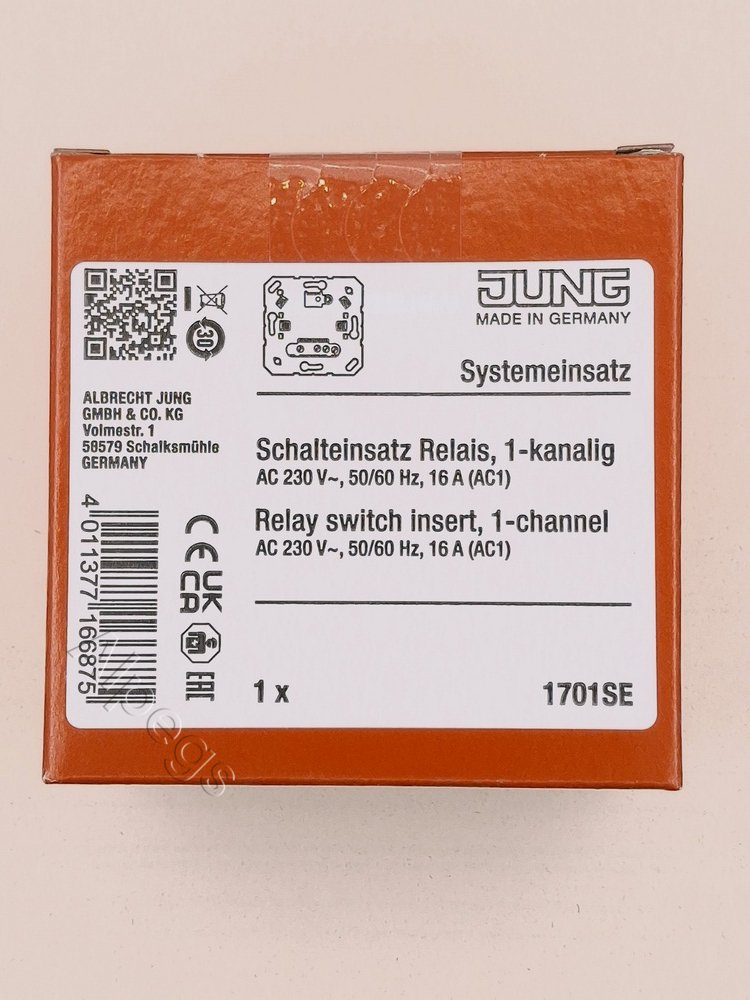 JUNG
MADE IN GERMANY
Systemeinsatz
30
ALBRECHT JUNG
GMBH & CO. KG
Volmestr. 1
58579 Schalksmühle
GERMANY
Schalteinsatz Relais, 1-kanalig
AC 230 V~, 50/60 Hz, 16 A (AC1)
Relay switch insert, 1-channel
AC 230 V~, 50/60 Hz, 16 A (AC1)
4 011377 166875
CE
UK
CA
EAC
1 x
1701SE
Allpegs